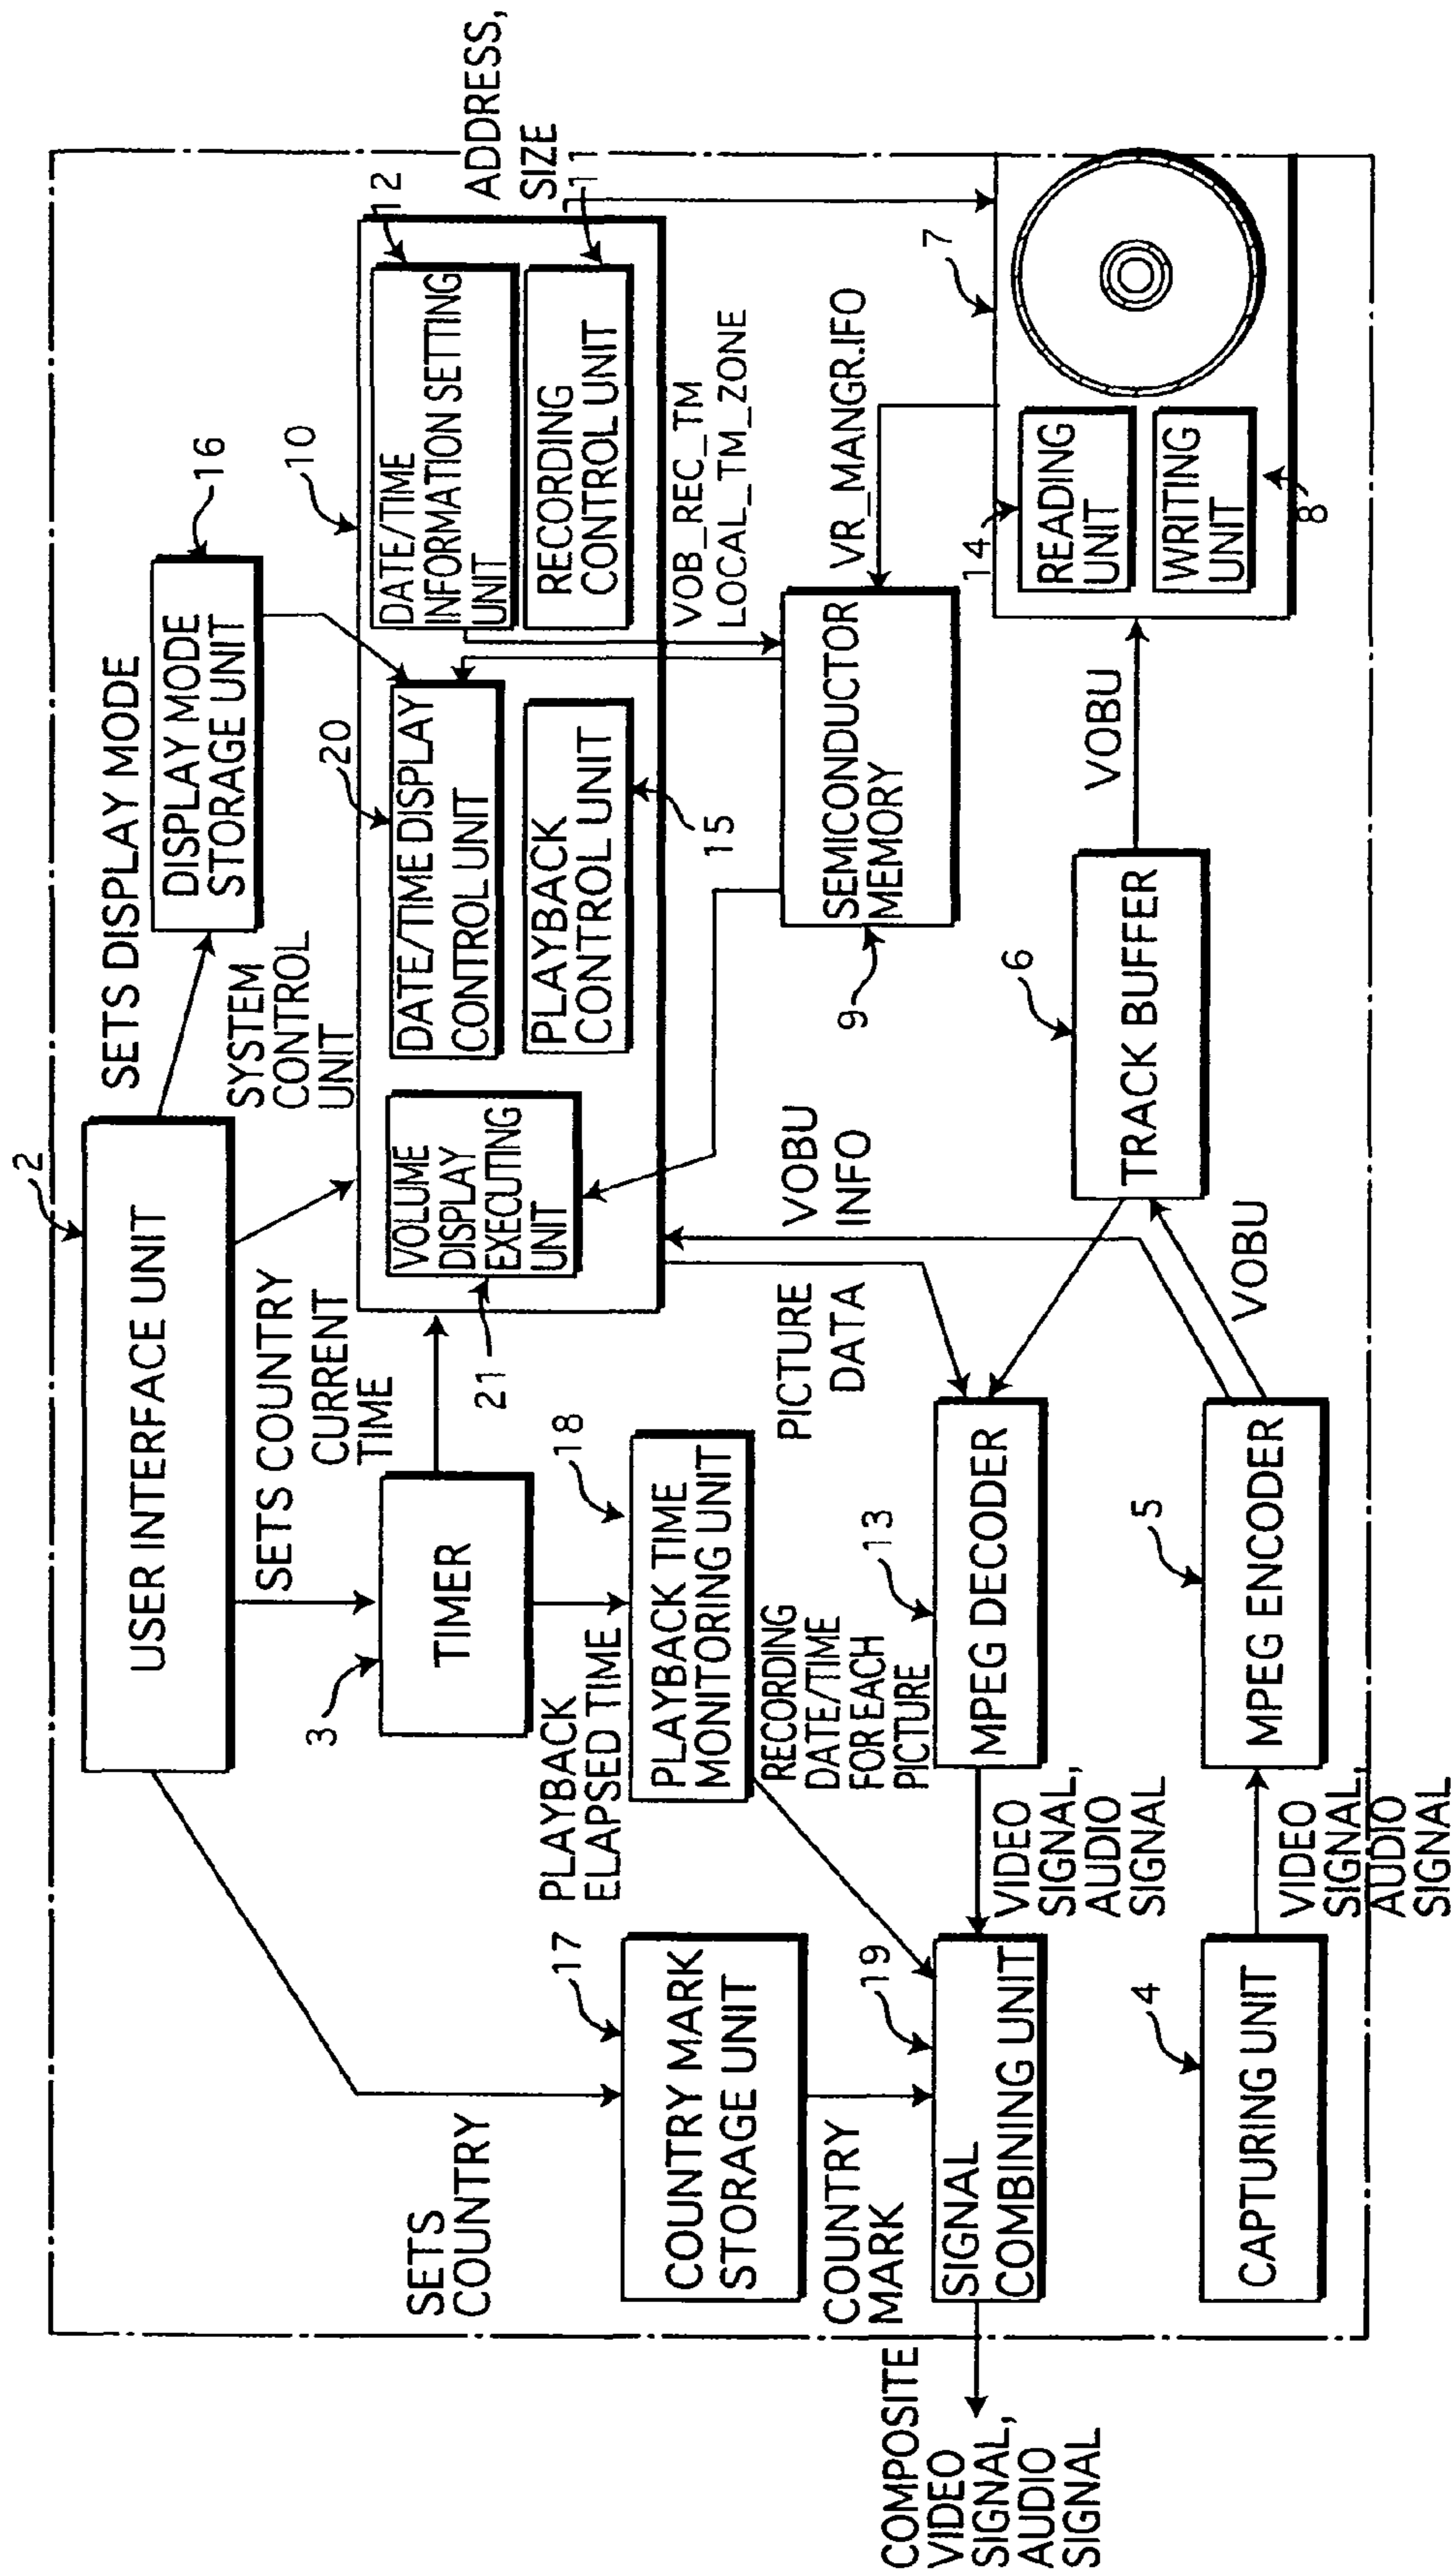 2
USER INTERFACE UNIT
SETS DISPLAY MODE
16
DISPLAY MODE
STORAGE UNIT
SETS COUNTRY
SYSTEM
CONTROL
UNIT
10
CURRENT
TIME
3
TIMER
VOLUME
DISPLAY
EXECUTING
UNIT
21
20
DATE/TIME DISPLAY
CONTROL UNIT
PLAYBACK
CONTROL UNIT
15
DATE/TIME
INFORMATION SETTING
UNIT
12
RECORDING
CONTROL UNIT
11
ADDRESS,
SIZE
SETS
COUNTRY
17
COUNTRY MARK
STORAGE UNIT
PLAYBACK
ELAPSED TIME
18
PLAYBACK TIME
MONITORING UNIT
VOB_REC_TM
LOCAL_TM_ZONE
SEMICONDUCTOR
MEMORY
9
VR_MANGR.IFO
7
COUNTRY
MARK
RECORDING
DATE/TIME
FOR EACH
PICTURE
PICTURE
DATA
VOBU
INFO
19
SIGNAL
COMBINING UNIT
13
MPEG DECODER
VIDEO
SIGNAL,
AUDIO
SIGNAL
COMPOSITE
VIDEO
SIGNAL,
AUDIO
SIGNAL
6
TRACK BUFFER
VOBU
14
READING
UNIT
WRITING
UNIT
8
4
CAPTURING UNIT
VIDEO
SIGNAL,
AUDIO
SIGNAL
5
MPEG ENCODER
VOBU